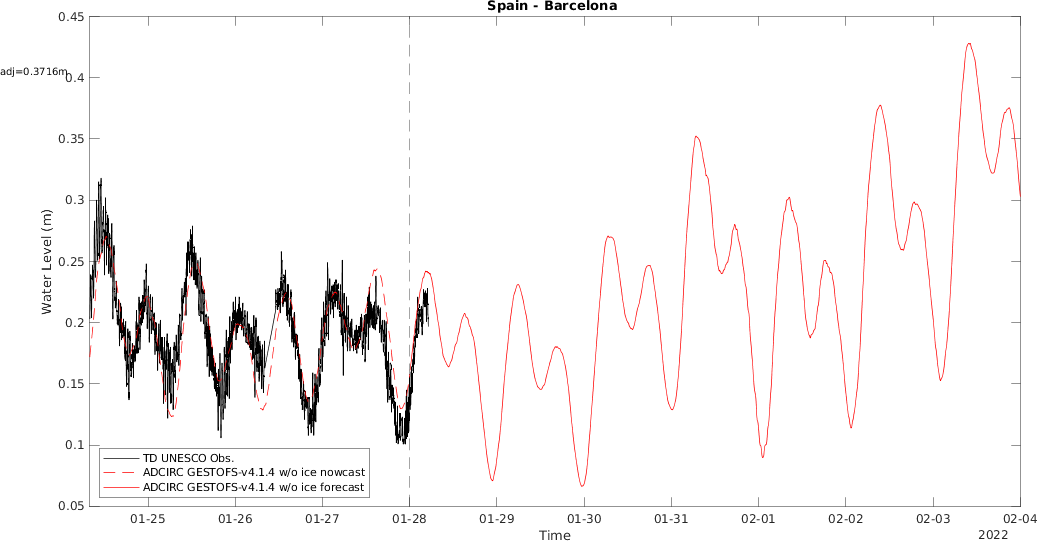 Spain - Barcelona
adj=0.3716m
0.45
0.4
0.35
0.3
0.25
0.2
0.15
0.1
0.05
Water Level (m)
TD UNESCO Obs.
ADCIRC GESTOFS-v4.1.4 w/o ice nowcast
ADCIRC GESTOFS-v4.1.4 w/o ice forecast
01-25 01-26 01-27 01-28 01-29 01-30 01-31 02-01 02-02 02-03 02-04
Time
2022